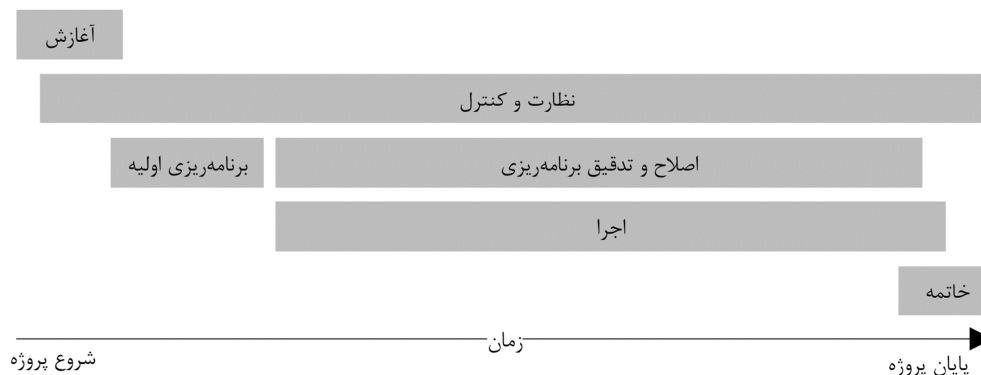 آغازش
نظارت و کنترل
برنامه‌ریزی اولیه
اصلاح و تدقیق برنامه‌ریزی
اجرا
خاتمه
زمان
شروع پروژه
پایان پروژه